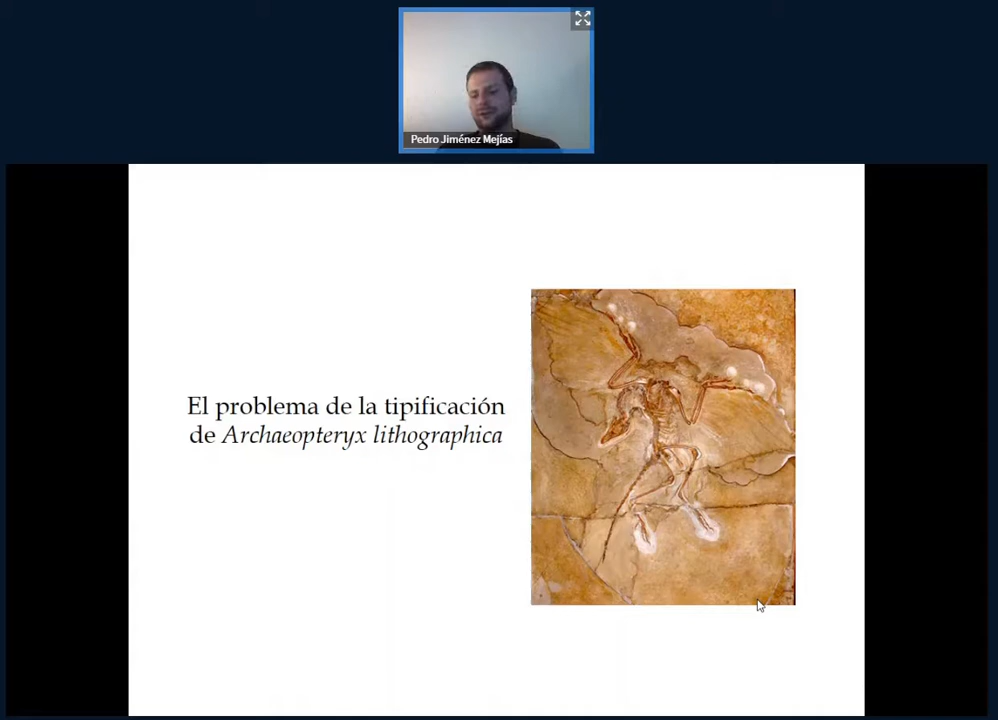 Pedro Jiménez Mejías
El problema de la tipificación
de Archaeopteryx lithographica